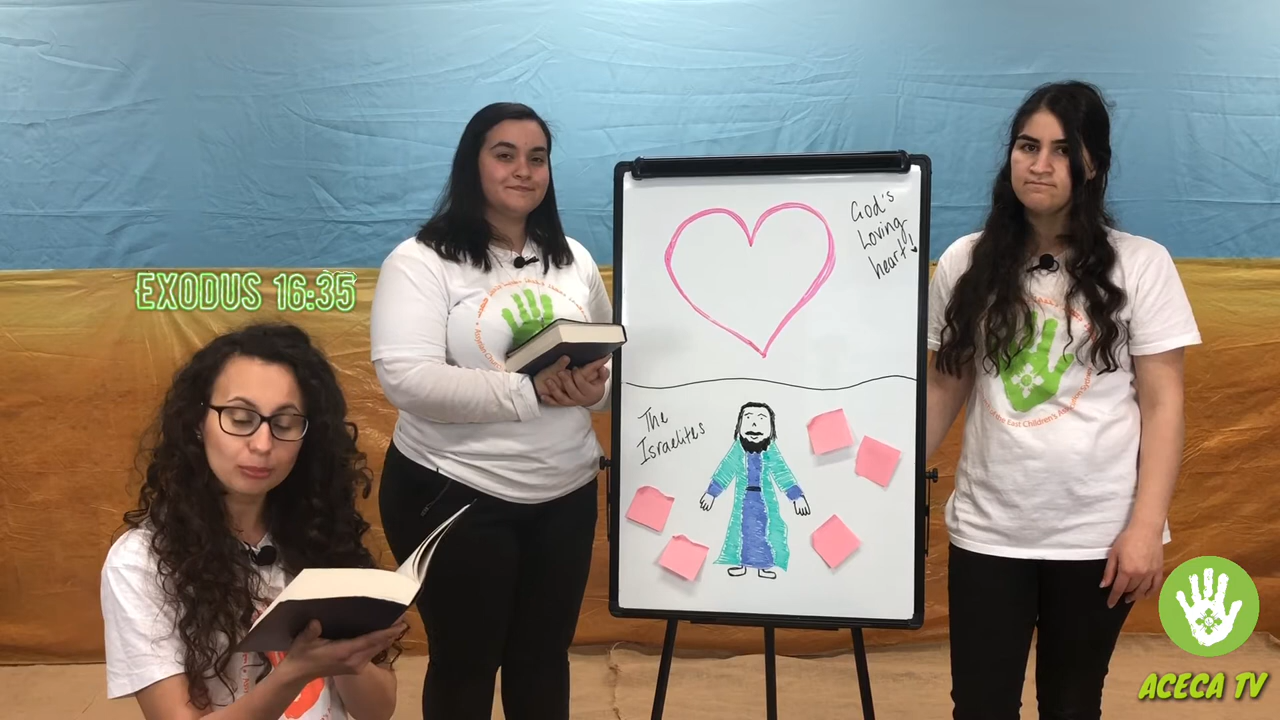 EXODUS 16:35
God's
Loving
heart!
The
Israelites
ACECA TV